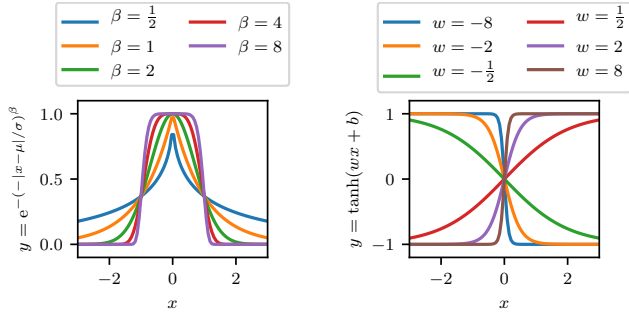 β = 1/2
β = 1
β = 2
β = 4
β = 8
y = e^−(−|x−μ|/σ)^β
1.0
0.5
0.0
−2 0 2
x
w = −8
w = −2
w = −1/2
w = 1/2
w = 2
w = 8
y = tanh(wx + b)
1
0
−1
−2 0 2
x